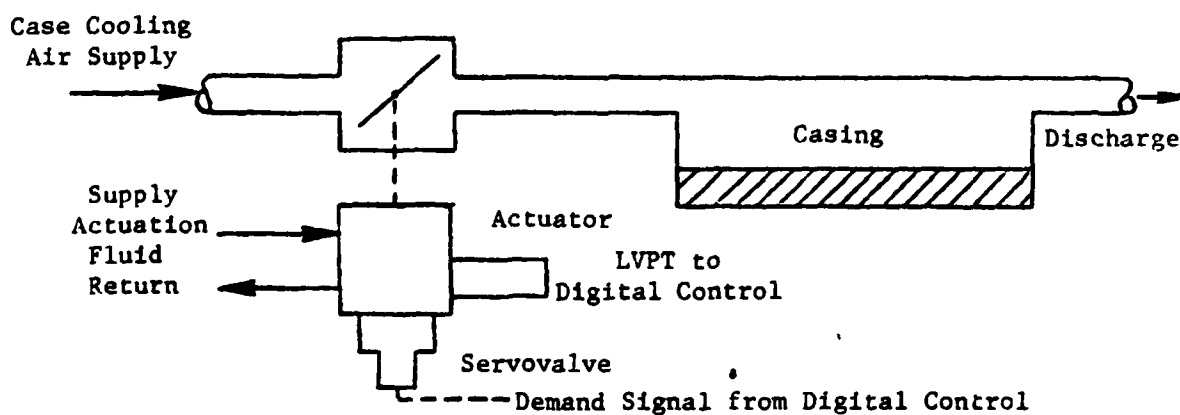 Case Cooling
Air Supply
Casing
Discharge
Supply
Actuation
Fluid
Return
Actuator
LVPT to
Digital Control
Servovalve
Demand Signal from Digital Control